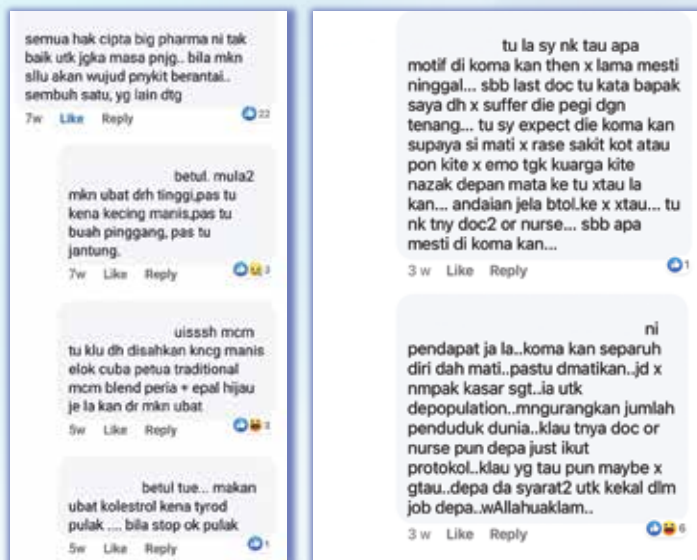 semua hak cipta big pharma ni tak
baik utk jgka masa pnjg.. bila mkn
sllu akan wujud pnykit berantai..
sembuh satu, yg lain dtg
7w Like Reply 22
betul. mula2
mkn ubat drh tinggi,pas tu
kena kecing manis,pas tu
buah pinggang, pas tu
jantung.
7w Like Reply 3
uisssh mcm
tu klu dh disahkan kncg manis
elok cuba petua traditional
mcm blend peria + epal hijau
je la kan dr mkn ubat
5w Like Reply 3
betul tue... makan
ubat kolestrol kena tyrod
pulak .... bila stop ok pulak
5w Like Reply 1
tu la sy nk tau apa
motif di koma kan then x lama mesti
ninggal... sbb last doc tu kata bapak
saya dh x suffer die pegi dgn
tenang... tu sy expect die koma kan
supaya si mati x rase sakit kot atau
pon kite x emo tgk kuarga kite
nazak depan mata ke tu xtau la
kan... andaian jela btol.ke x xtau... tu
nk tny doc2 or nurse... sbb apa
mesti di koma kan...
3 w Like Reply 1
ni
pendapat ja la..koma kan separuh
diri dah mati..pastu dmatikan..jd x
nmpak kasar sgt..ia utk
depopulation..mngurangkan jumlah
penduduk dunia..klau tnya doc or
nurse pun depa just ikut
protokol..klau yg tau pun maybe x
gtau..depa da syarat2 utk kekal dlm
job depa..wAllahuaklam..
3 w Like Reply 6